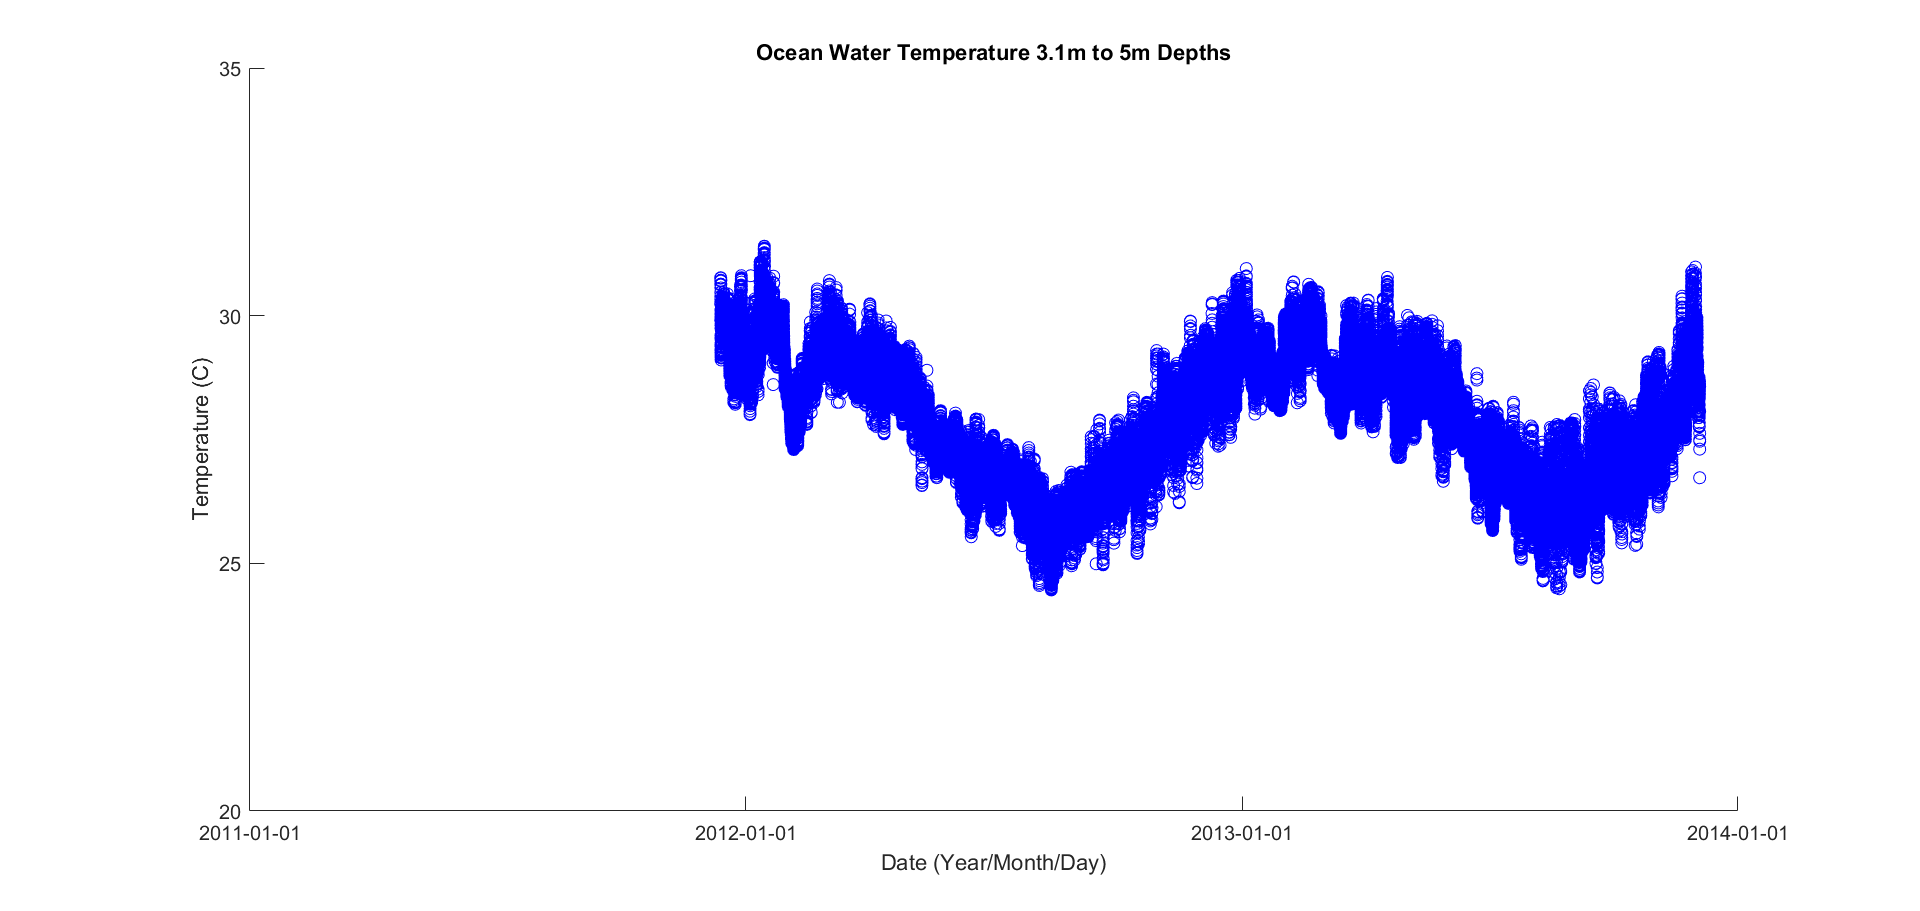 Ocean Water Temperature 3.1m to 5m Depths
35
30
25
20
Temperature (C)
2011-01-01 2012-01-01 2013-01-01 2014-01-01
Date (Year/Month/Day)